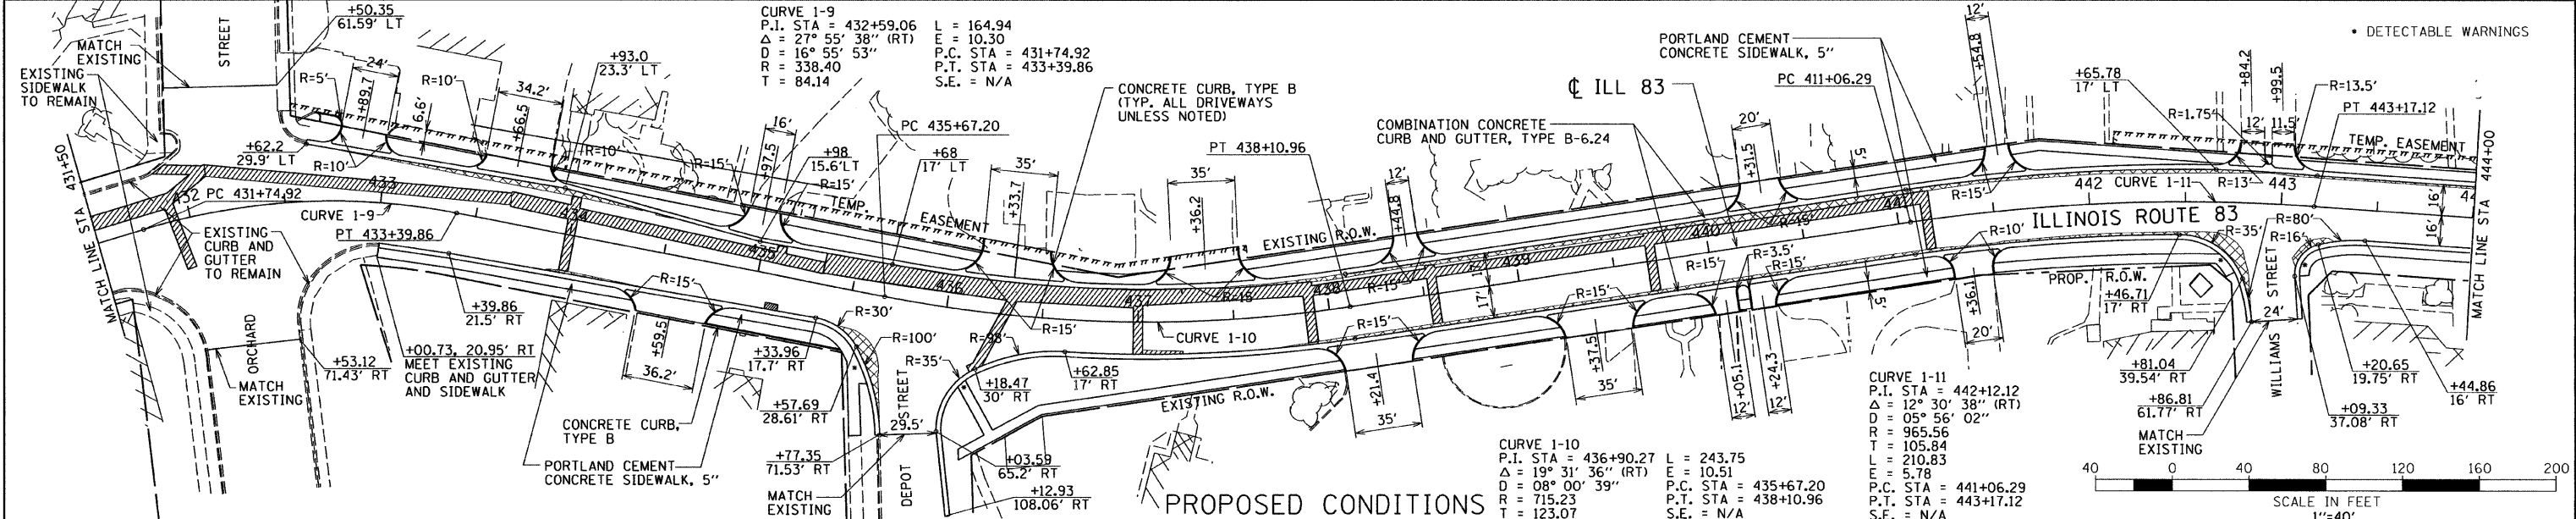 +50.35
61.59' LT
STREET
MATCH
EXISTING
EXISTING
SIDEWALK
TO REMAIN
R=5'
24'
+89.7
R=10'
6.6'
34.2'
+66.5
+93.0
23.3' LT
+62.2
29.9' LT
R=10'
R=10'
CURVE 1-9
P.I. STA = 432+59.06
Δ = 27° 55' 38" (RT)
D = 16° 55' 53"
R = 338.40
T = 84.14
L = 164.94
E = 10.30
P.C. STA = 431+74.92
P.T. STA = 433+39.86
S.E. = N/A
CONCRETE CURB, TYPE B
(TYP. ALL DRIVEWAYS
UNLESS NOTED)
PC 435+67.20
16'
+97.5
R=15'
+98
15.6' LT
R=15'
+68
17' LT
TEMP. EASEMENT
35'
+33.7
35'
+36.2
PT 438+10.96
12'
+44.8
EXISTING R.O.W.
COMBINATION CONCRETE
CURB AND GUTTER, TYPE B-6.24
℄ ILL 83
PORTLAND CEMENT
CONCRETE SIDEWALK, 5"
PC 411+06.29
20'
+31.5
5'
12'
+54.8
+65.78
17' LT
R=1.75'
+84.2
+99.5
12'
11.5'
R=13.5'
PT 443+17.12
TEMP. EASEMENT
• DETECTABLE WARNINGS
MATCH LINE STA 431+50
432
PC 431+74.92
433
CURVE 1-9
PT 433+39.86
434
435
436
437
438
439
440
441
442
CURVE 1-11
R=13'
443
44
16'
16'
MATCH LINE STA 444+00
EXISTING
CURB AND
GUTTER
TO REMAIN
R=15'
R=15'
R=15'
R=15'
R=15'
ILLINOIS ROUTE 83
R=80'
R=35'
R=16'
R=10'
+39.86
21.5' RT
R=15'
+59.5
36.2'
R=30'
R=100'
R=98'
R=35'
R=15'
CURVE 1-10
17'
17'
R=15'
R=15'
R=15'
R=3.5'
R=15'
5'
+36.1
20'
PROP. R.O.W.
+46.71
17' RT
ORCHARD
+53.12
71.43' RT
MATCH
EXISTING
+00.73, 20.95' RT
MEET EXISTING
CURB AND GUTTER
AND SIDEWALK
CONCRETE CURB,
TYPE B
PORTLAND CEMENT
CONCRETE SIDEWALK, 5"
+33.96
17.7' RT
+57.69
28.61' RT
+77.35
71.53' RT
MATCH
EXISTING
DEPOT STREET
29.5'
+18.47
30' RT
+62.85
17' RT
+03.59
65.2' RT
+12.93
108.06' RT
EXISTING R.O.W.
+21.4
35'
+37.5
35'
+05.1
12'
+24.3
12'
PROPOSED CONDITIONS
CURVE 1-10
P.I. STA = 436+90.27
Δ = 19° 31' 36" (RT)
D = 08° 00' 39"
R = 715.23
T = 123.07
L = 243.75
E = 10.51
P.C. STA = 435+67.20
P.T. STA = 438+10.96
S.E. = N/A
CURVE 1-11
P.I. STA = 442+12.12
Δ = 12° 30' 38" (RT)
D = 05° 56' 02"
R = 965.56
T = 105.84
L = 210.83
E = 5.78
P.C. STA = 441+06.29
P.T. STA = 443+17.12
S.E. = N/A
WILLIAMS STREET
24'
+81.04
39.54' RT
+86.81
61.77' RT
MATCH
EXISTING
+20.65
19.75' RT
+44.86
16' RT
+09.33
37.08' RT
40 0 40 80 120 160 200
SCALE IN FEET
1"=40'